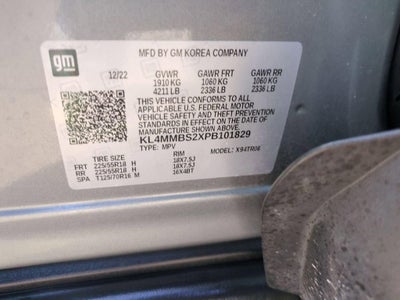 gm
MFD BY GM KOREA COMPANY
12/22 GVWR GAWR FRT GAWR RR
1910 KG 1060 KG 1060 KG
4211 LB 2336 LB 2336 LB
THIS VEHICLE CONFORMS TO ALL APPLICABLE
U.S. FEDERAL MOTOR
VEHICLE SAFETY AND THEFT PREVENTION
STANDARDS IN EFFECT ON THE DATE OF
MANUFACTURE SHOWN ABOVE.
KL4MMBS2XPB101829
TYPE: MPV MODEL: X94TR06
TIRE SIZE RIM
FRT 225/55R18 H 18X7.5J
RR 225/55R18 H 18X7.5J
SPA T125/70R16 M 16X4BT